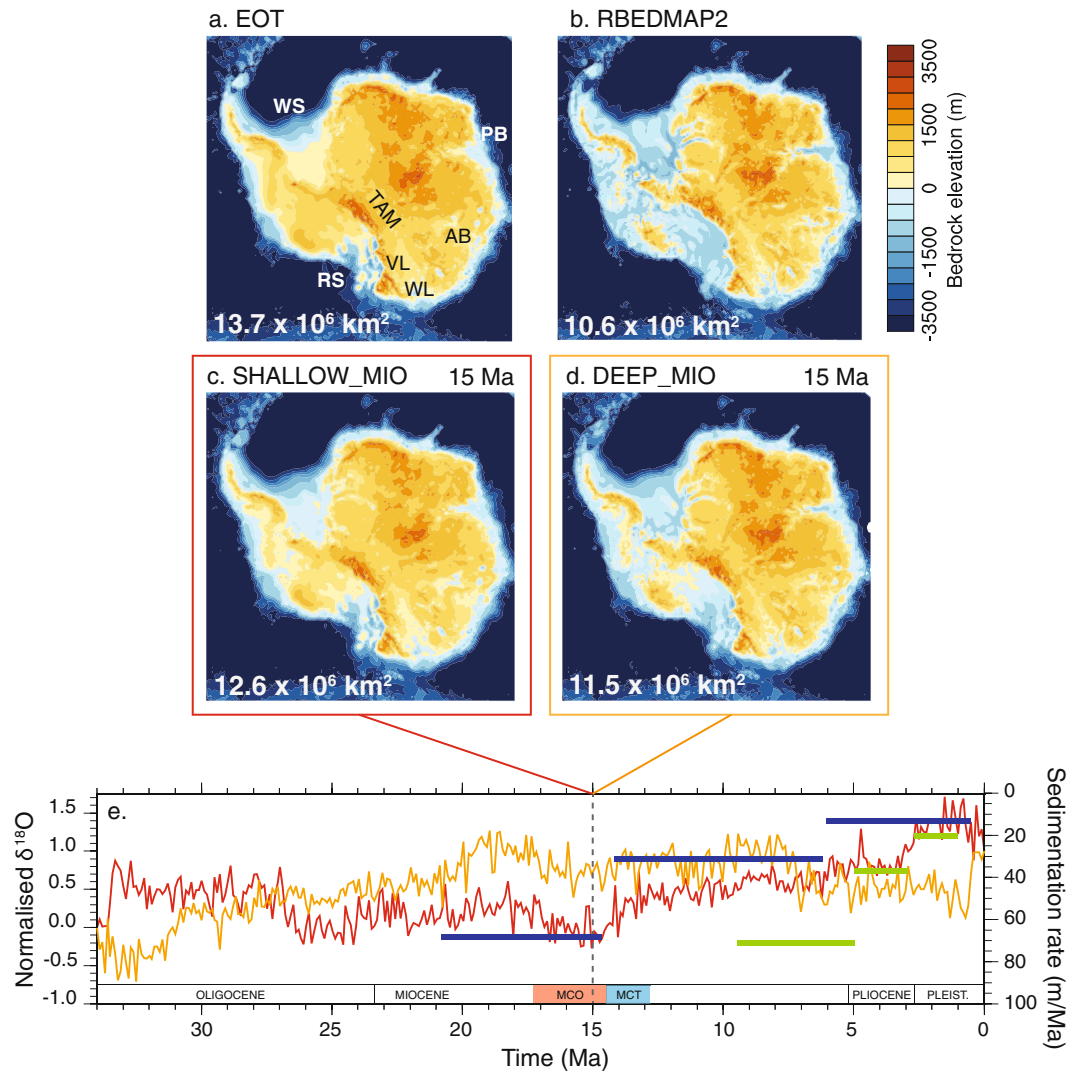 a. EOT
b. RBEDMAP2
WS
PB
TAM
AB
VL
RS
WL
13.7 x 10⁶ km²
10.6 x 10⁶ km²
3500
1500
0
-1500
-3500
Bedrock elevation (m)
c. SHALLOW_MIO 15 Ma
d. DEEP_MIO 15 Ma
12.6 x 10⁶ km²
11.5 x 10⁶ km²
e.
1.5
1.0
0.5
0.0
-0.5
-1.0
Normalised δ¹⁸O
0
20
40
60
80
100
Sedimentation rate (m/Ma)
OLIGOCENE MIOCENE MCO MCT PLIOCENE PLEIST.
30 20 15 10 5 0
Time (Ma)